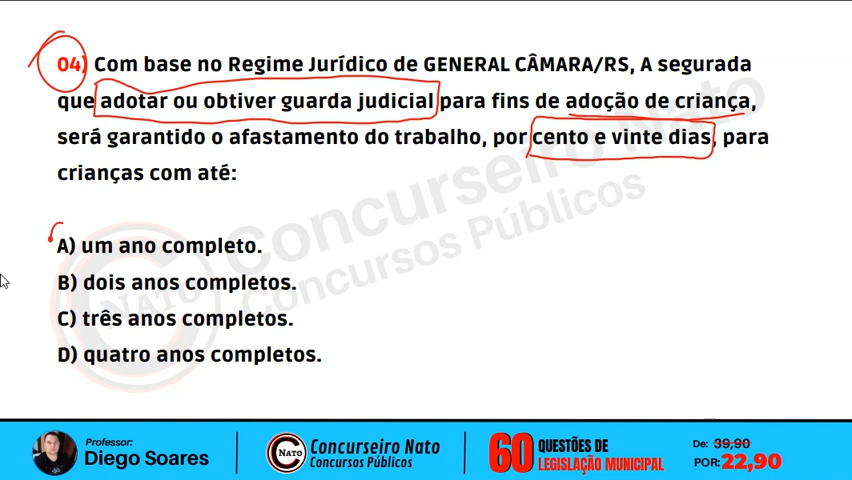 04) Com base no Regime Jurídico de GENERAL CÂMARA/RS, A segurada
que adotar ou obtiver guarda judicial para fins de adoção de criança,
será garantido o afastamento do trabalho, por cento e vinte dias, para
crianças com até:
A) um ano completo.
B) dois anos completos.
C) três anos completos.
D) quatro anos completos.
Concurseiro Nato
Concursos Públicos
NATO
Professor:
Diego Soares
NATO
Concurseiro Nato
Concursos Públicos
60 QUESTÕES DE
LEGISLAÇÃO MUNICIPAL
De: 39,90
POR: 22,90